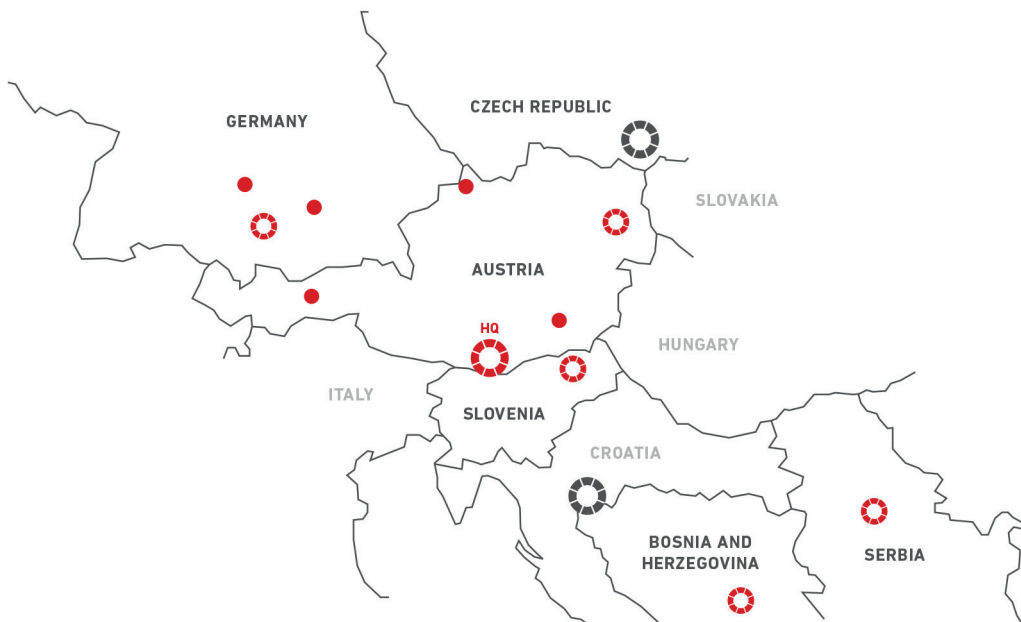 CZECH REPUBLIC
GERMANY
SLOVAKIA
AUSTRIA
HQ
HUNGARY
ITALY
SLOVENIA
CROATIA
BOSNIA AND
HERZEGOVINA
SERBIA